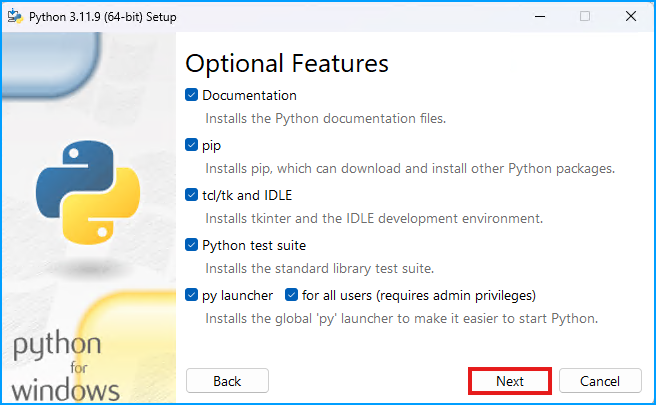 Python 3.11.9 (64-bit) Setup
Optional Features
Documentation
Installs the Python documentation files.
pip
Installs pip, which can download and install other Python packages.
tcl/tk and IDLE
Installs tkinter and the IDLE development environment.
Python test suite
Installs the standard library test suite.
py launcher for all users (requires admin privileges)
Installs the global 'py' launcher to make it easier to start Python.
python
for
windows
Back Next Cancel